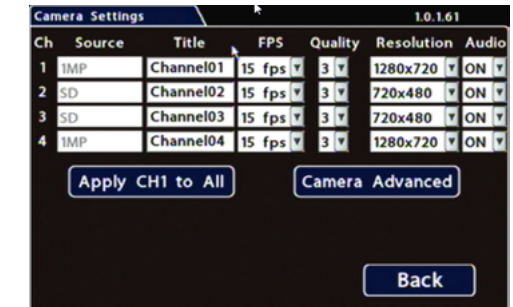 Camera Settings 1.0.1.61
Ch Source Title FPS Quality Resolution Audio
1 1MP Channel01 15 fps 3 1280x720 ON
2 SD Channel02 15 fps 3 720x480 ON
3 SD Channel03 15 fps 3 720x480 ON
4 1MP Channel04 15 fps 3 1280x720 ON
Apply CH1 to All Camera Advanced
Back